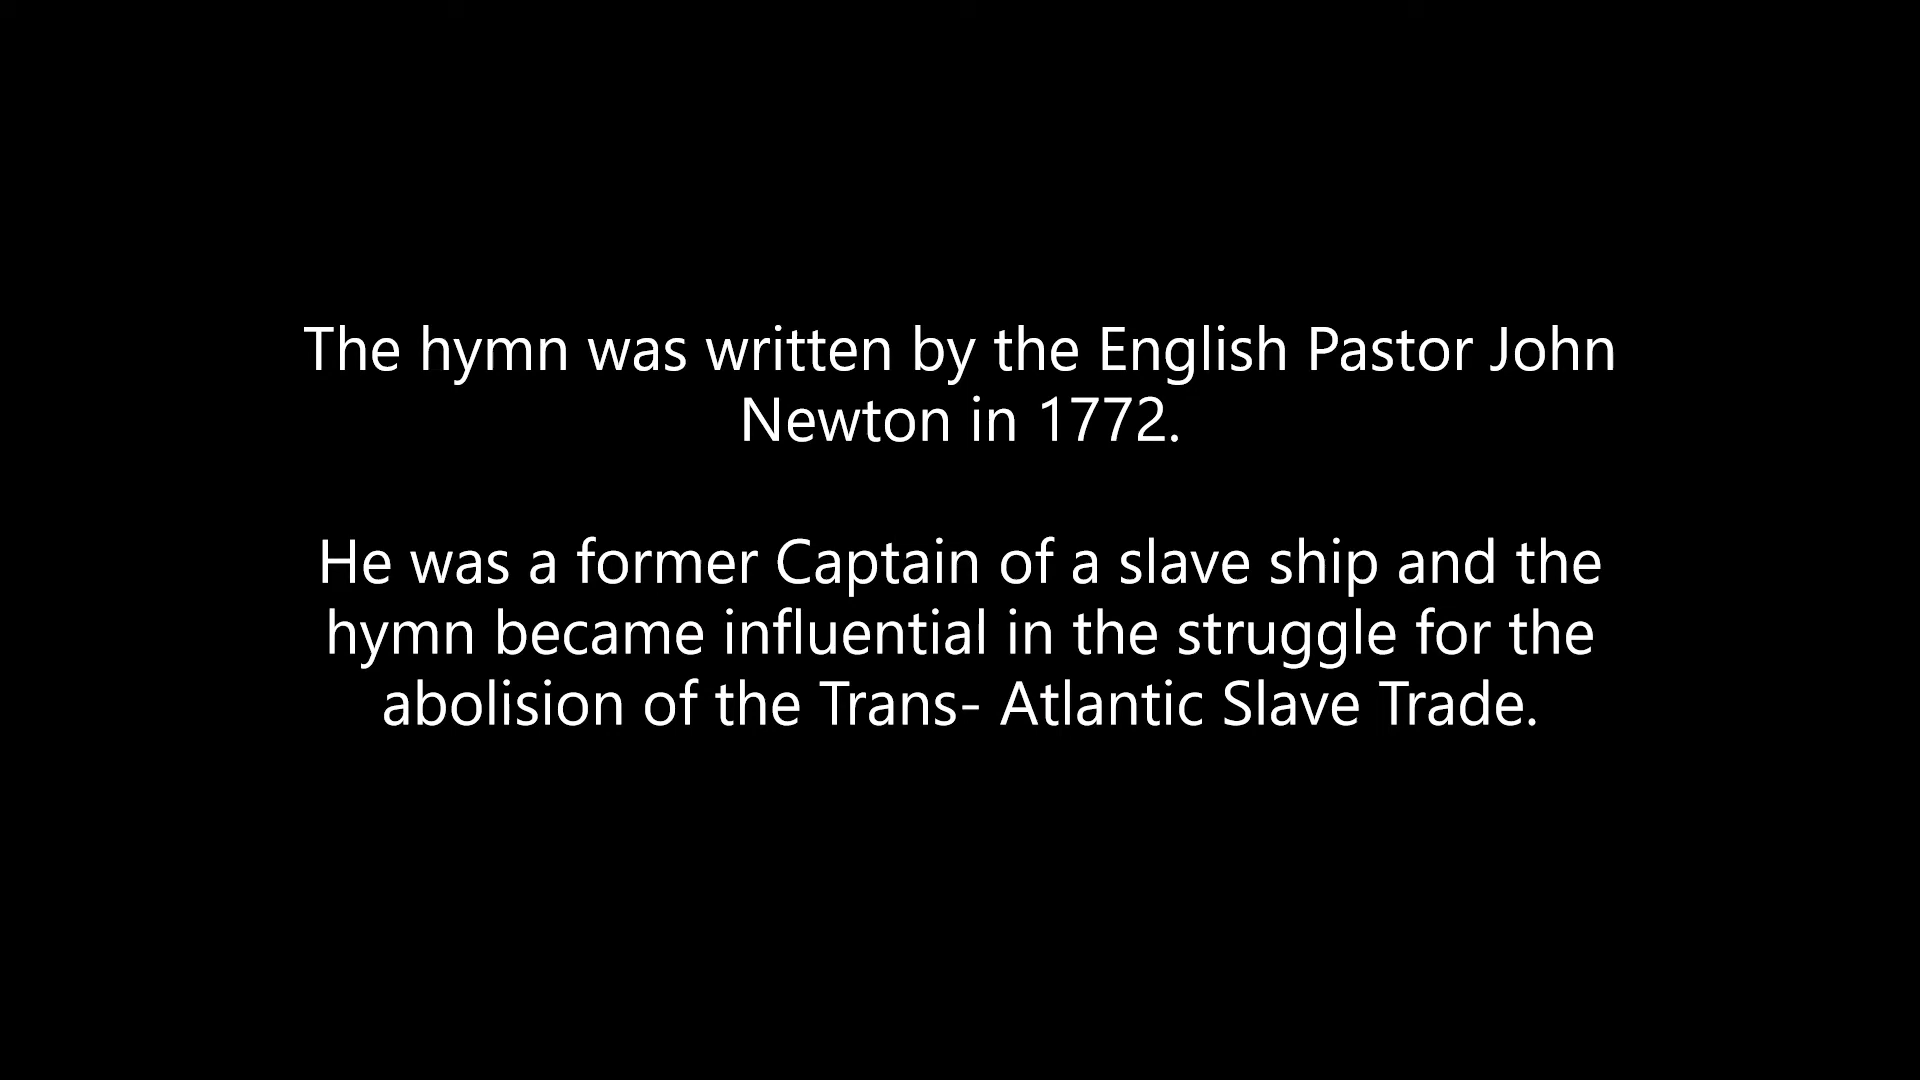 The hymn was written by the English Pastor John
Newton in 1772.
He was a former Captain of a slave ship and the
hymn became influential in the struggle for the
abolision of the Trans- Atlantic Slave Trade.